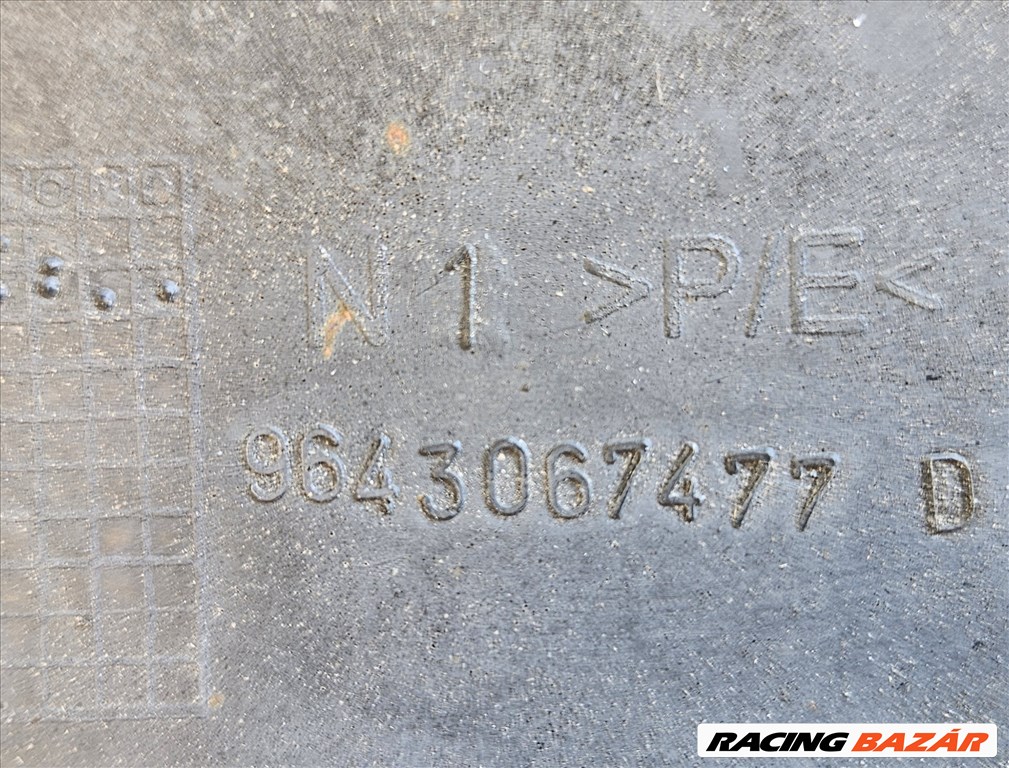 N 1 >P/E<
9643067477 D
RACING BAZÁR